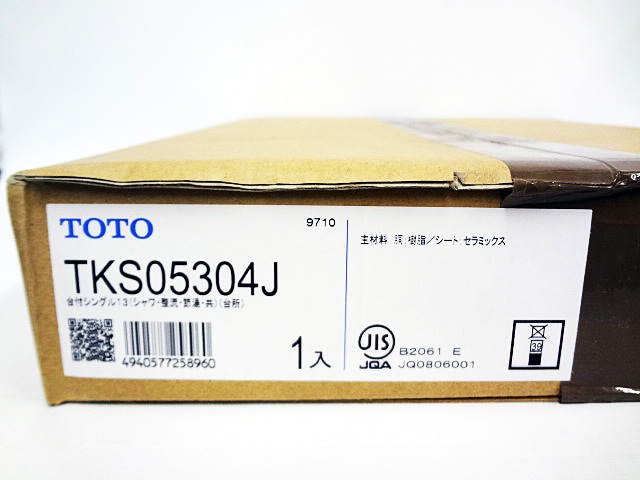 TOTO
9710
TKS05304J
台付シングル13(シャワ・整流・節湯・共)(台所)
4940577258960
1入
主材料 胴:樹脂/シート:セラミックス
JIS
JQA
B2061 E
JQ0806001
39